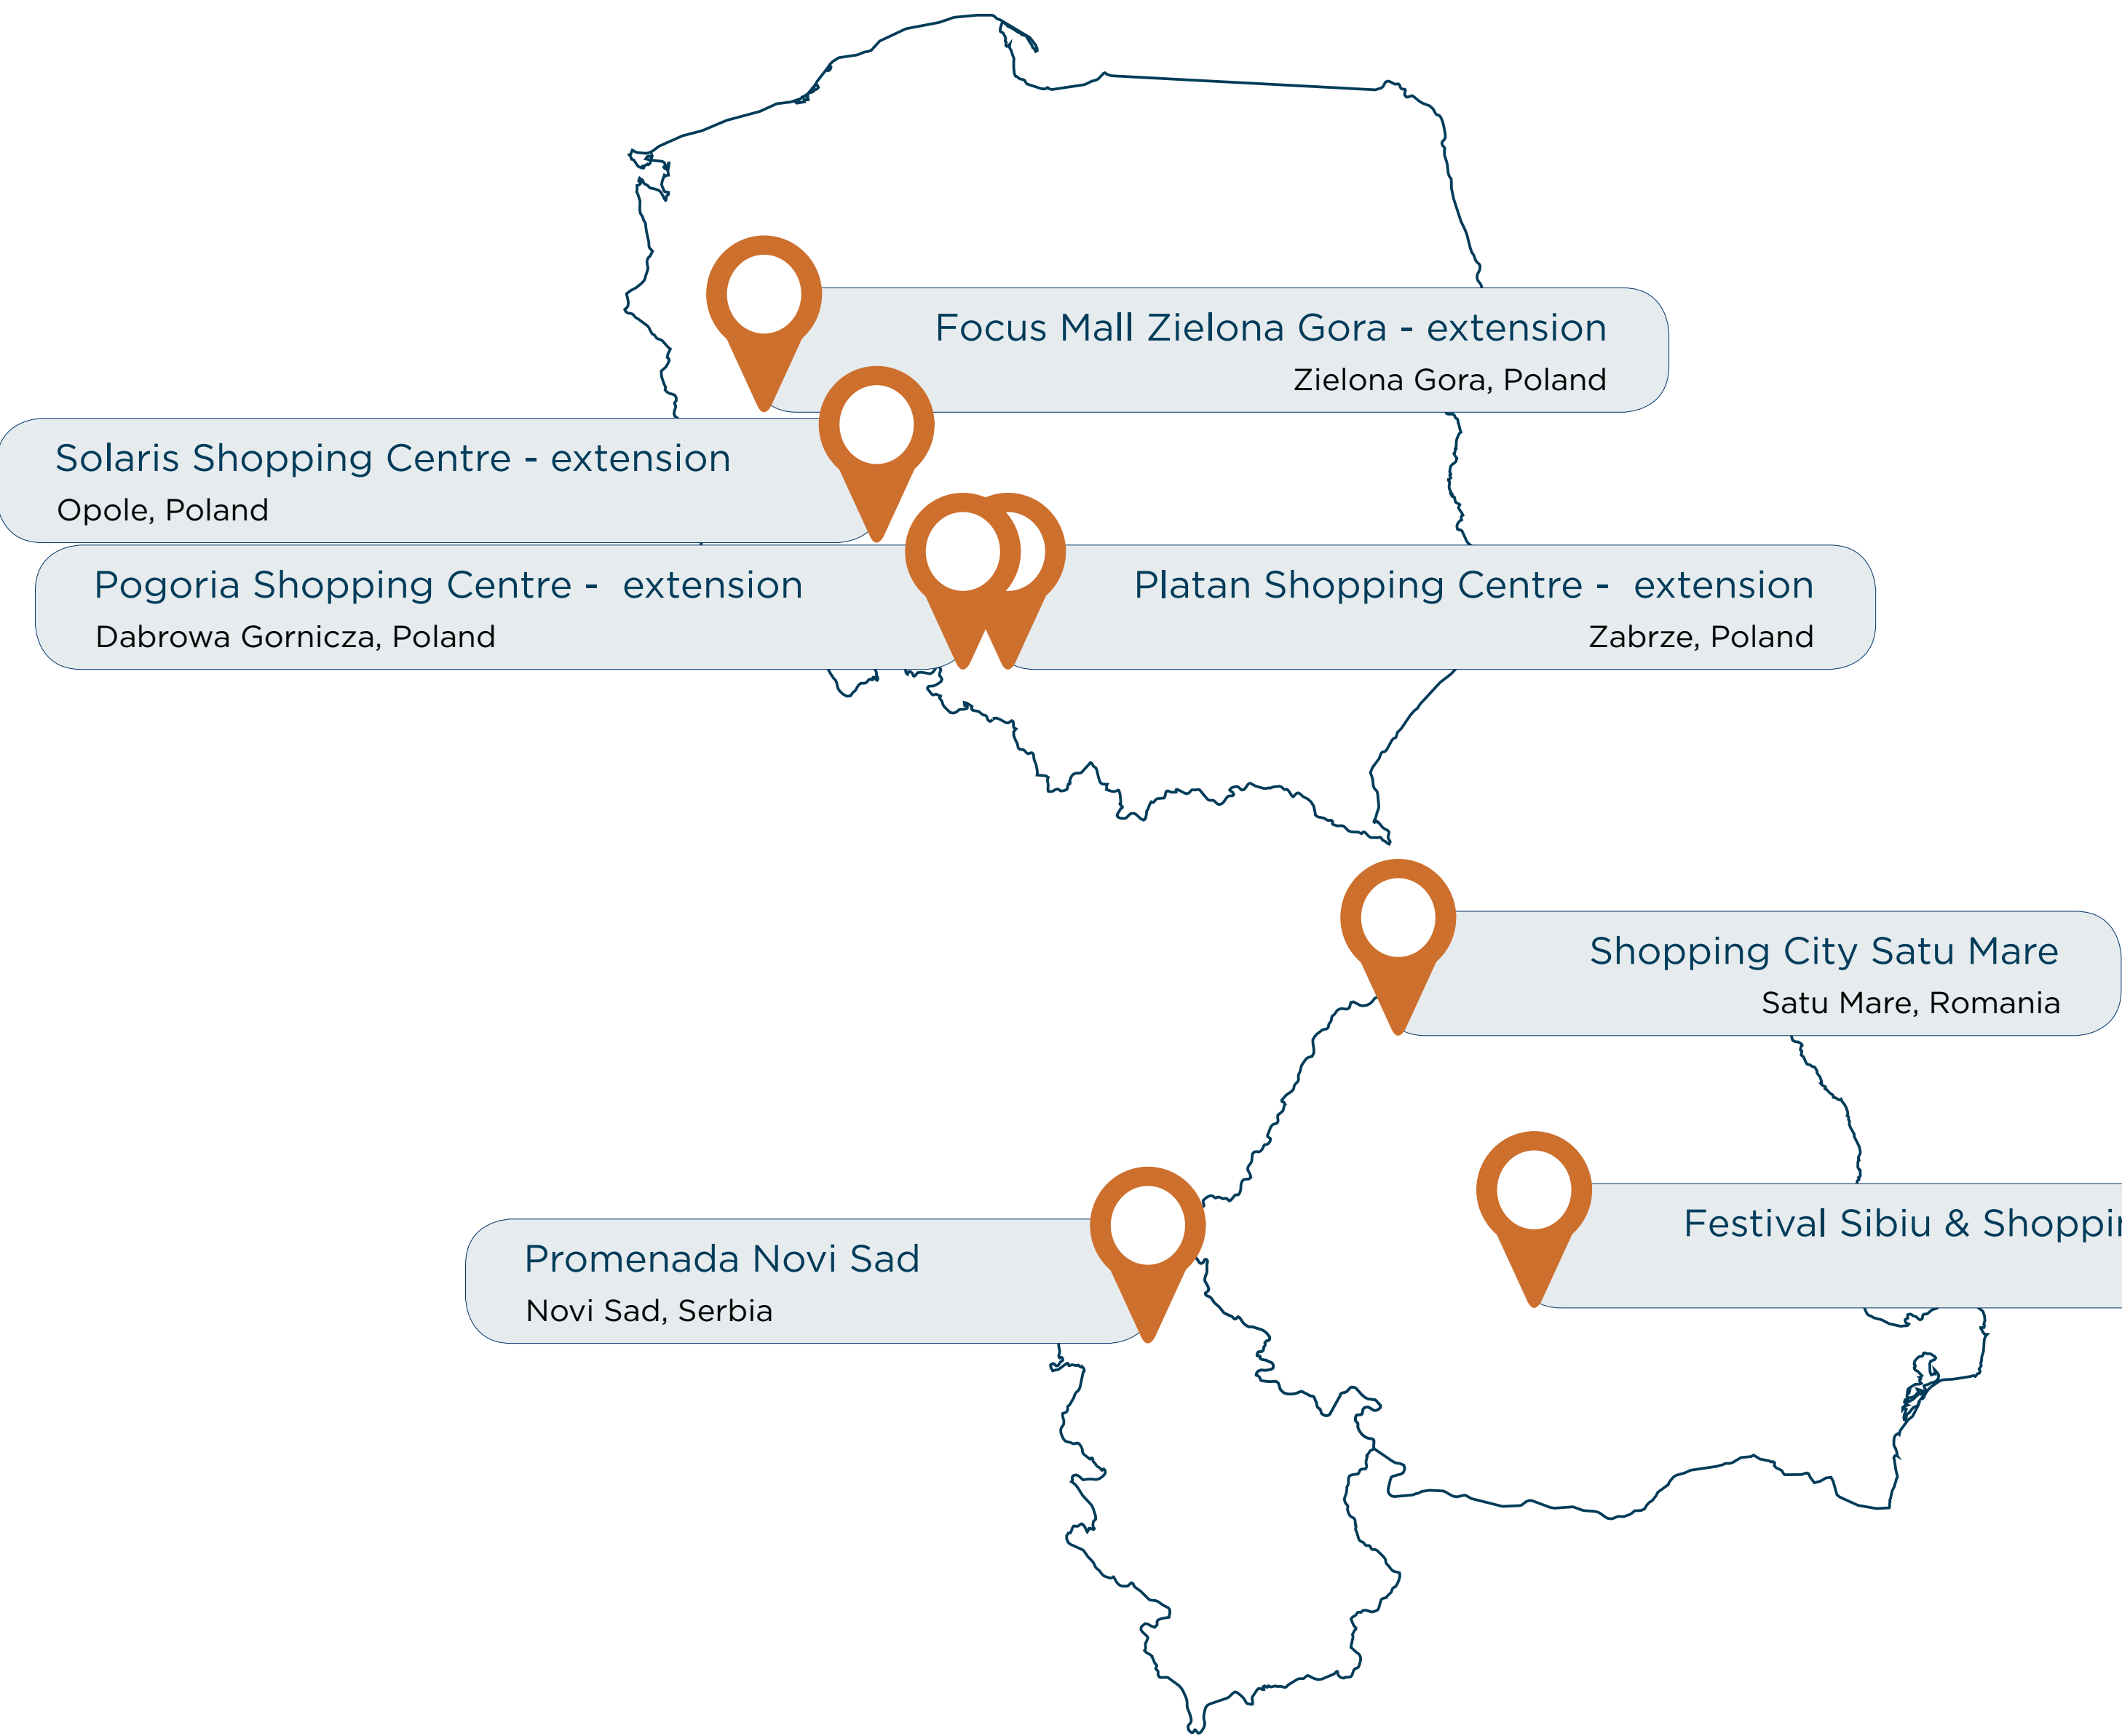 Focus Mall Zielona Gora - extension
Zielona Gora, Poland
Solaris Shopping Centre - extension
Opole, Poland
Pogoria Shopping Centre - extension
Dabrowa Gornicza, Poland
Platan Shopping Centre - extension
Zabrze, Poland
Shopping City Satu Mare
Satu Mare, Romania
Festival Sibiu &
Promenada Novi Sad
Novi Sad, Serbia